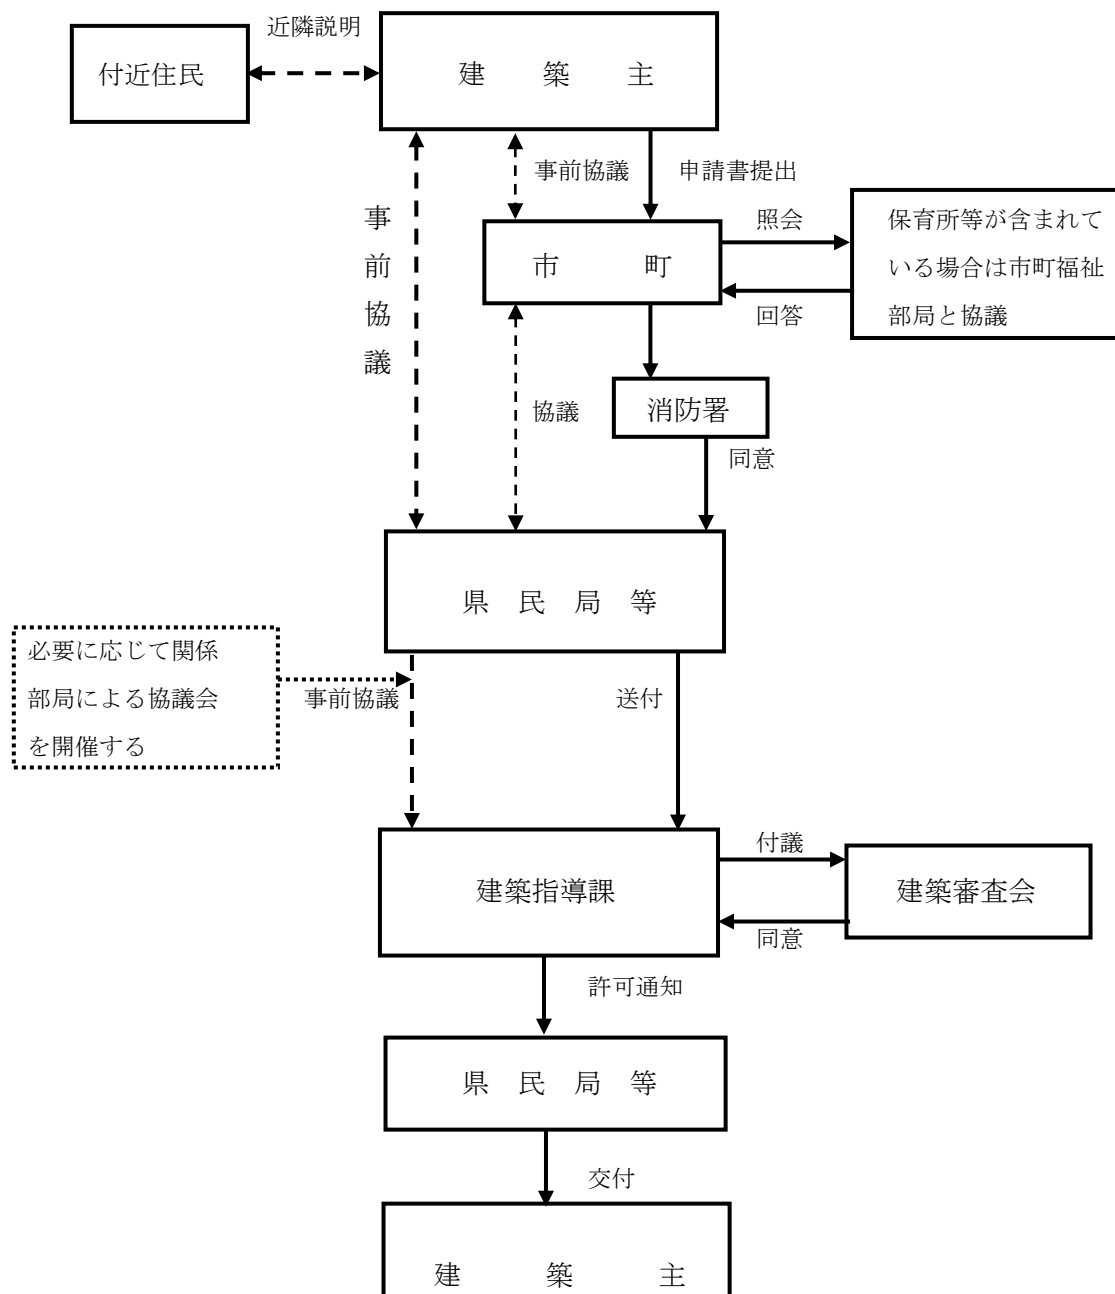 近隣説明
付近住民
建築主
事前協議
申請書提出
事前協議
照会
保育所等が含まれて
いる場合は市町福祉
部局と協議
市町
回答
協議
消防署
同意
県民局等
必要に応じて関係
部局による協議会
を開催する
事前協議
送付
建築指導課
付議
建築審査会
同意
許可通知
県民局等
交付
建築主